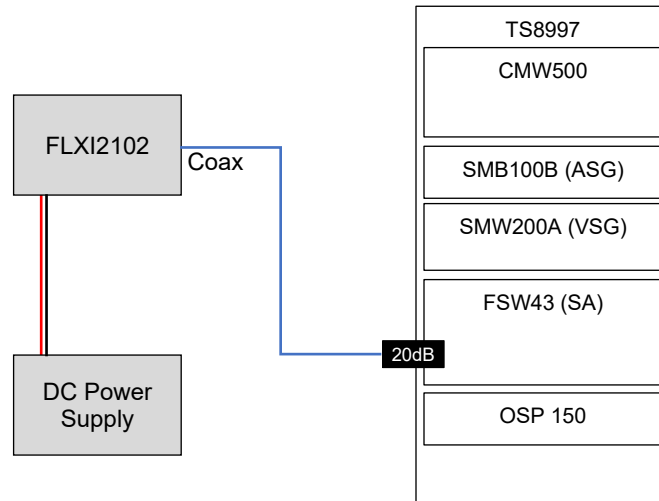 TS8997
CMW500
FLXI2102
Coax
SMB100B (ASG)
SMW200A (VSG)
FSW43 (SA)
20dB
DC Power
Supply
OSP 150